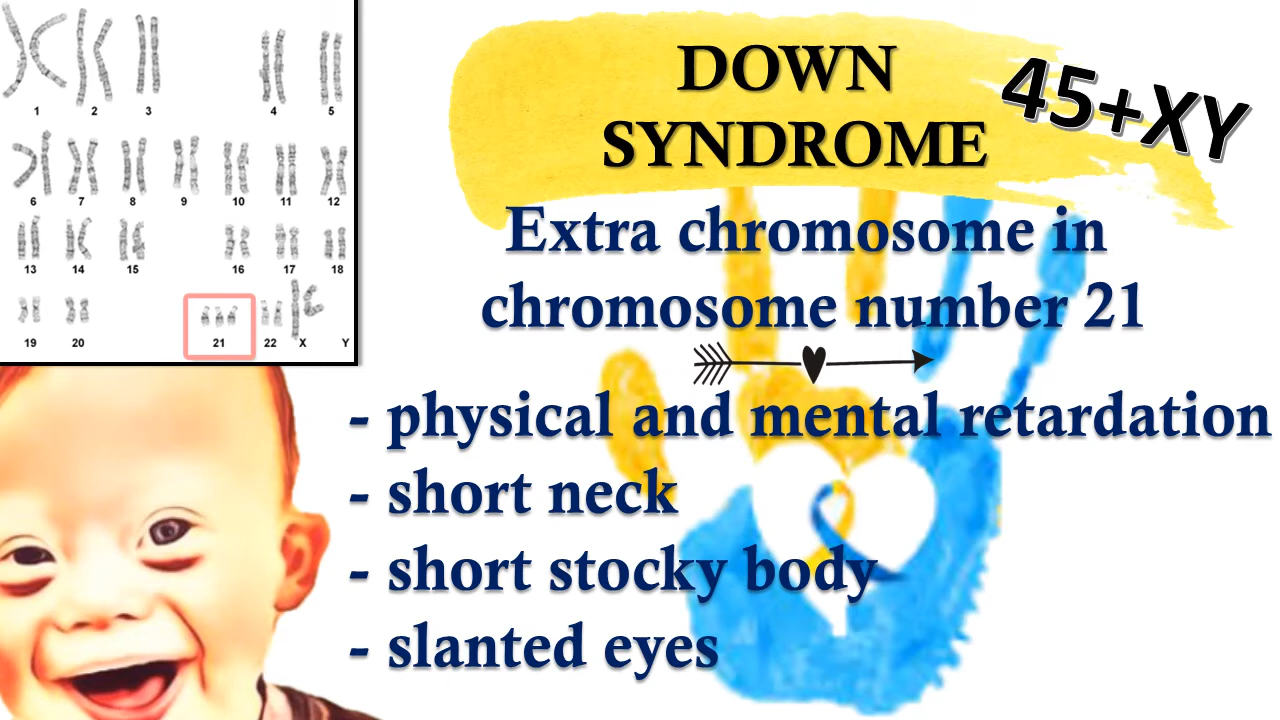 1 2 3 4 5
6 7 8 9 10 11 12
13 14 15 16 17 18
19 20 21 22 X Y
DOWN
SYNDROME
45+XY
Extra chromosome in
chromosome number 21
- physical and mental retardation
- short neck
- short stocky body
- slanted eyes